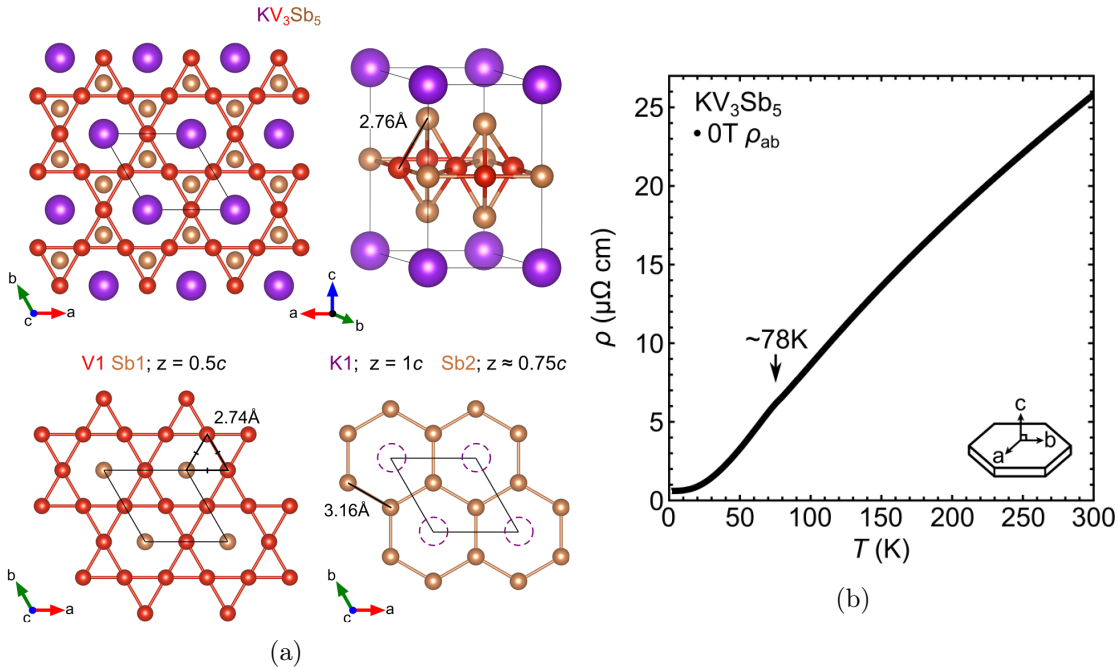 KV₃Sb₅
2.76Å
b
c
a
c
a
b
V1 Sb1; z = 0.5c
K1; z = 1c Sb2; z ≈ 0.75c
2.74Å
3.16Å
b
c
a
b
c
a
(a)
KV₃Sb₅
• 0T ρab
~78K
c
a
b
ρ (μΩ cm)
25
20
15
10
5
0
0 50 100 150 200 250 300
T (K)
(b)